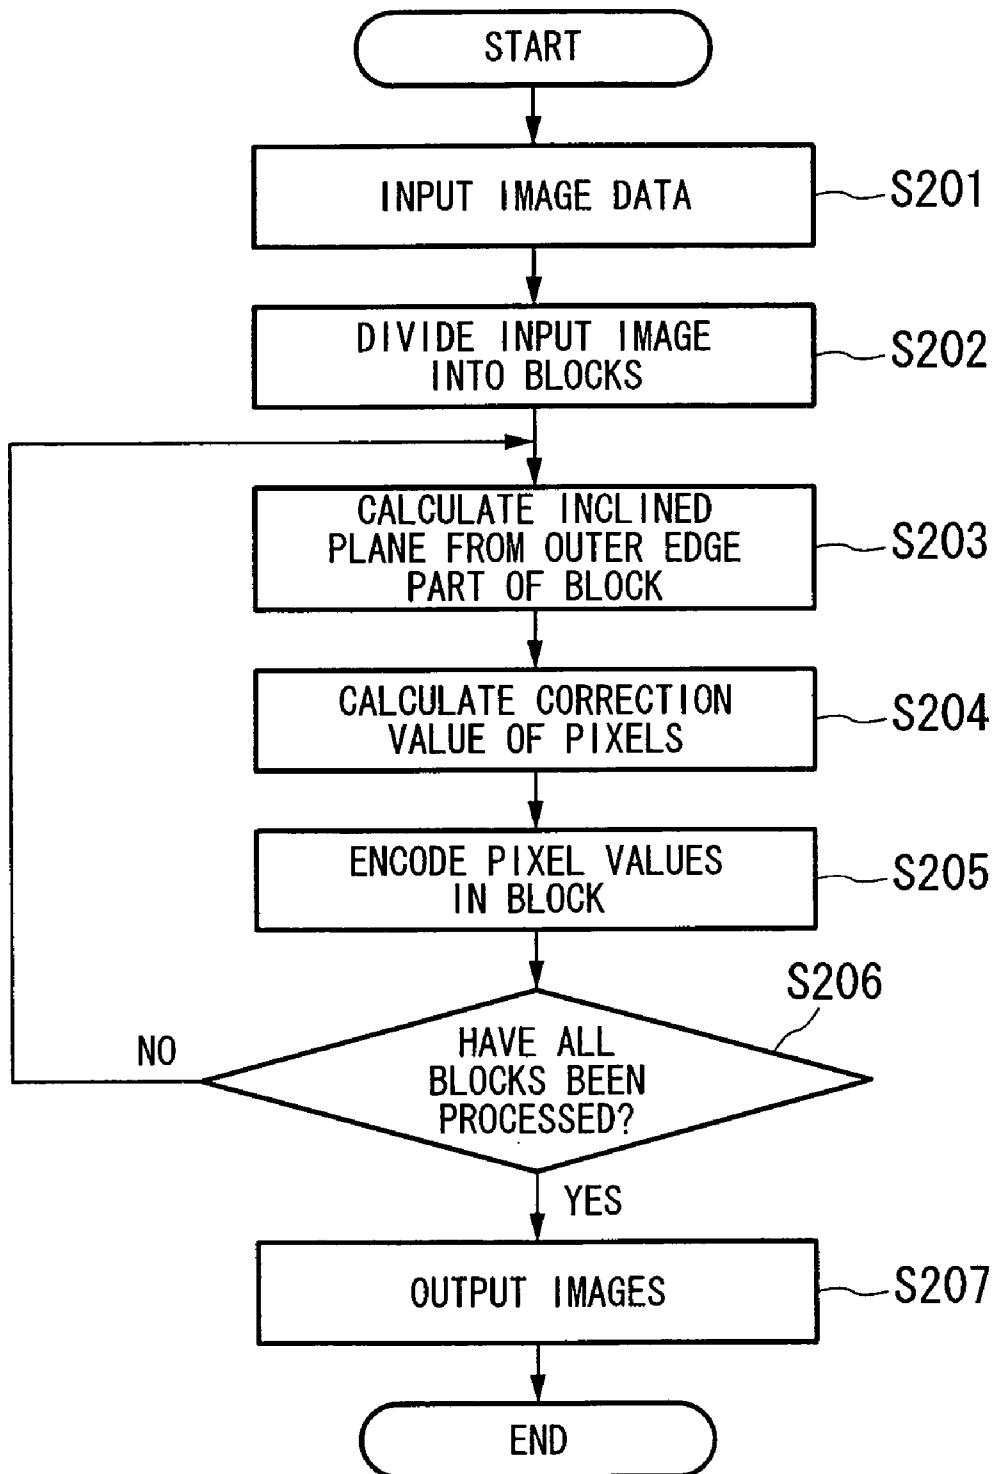 START
INPUT IMAGE DATA
S201
DIVIDE INPUT IMAGE
INTO BLOCKS
S202
CALCULATE INCLINED
PLANE FROM OUTER EDGE
PART OF BLOCK
S203
CALCULATE CORRECTION
VALUE OF PIXELS
S204
ENCODE PIXEL VALUES
IN BLOCK
S205
S206
HAVE ALL
BLOCKS BEEN
PROCESSED?
NO
YES
OUTPUT IMAGES
S207
END